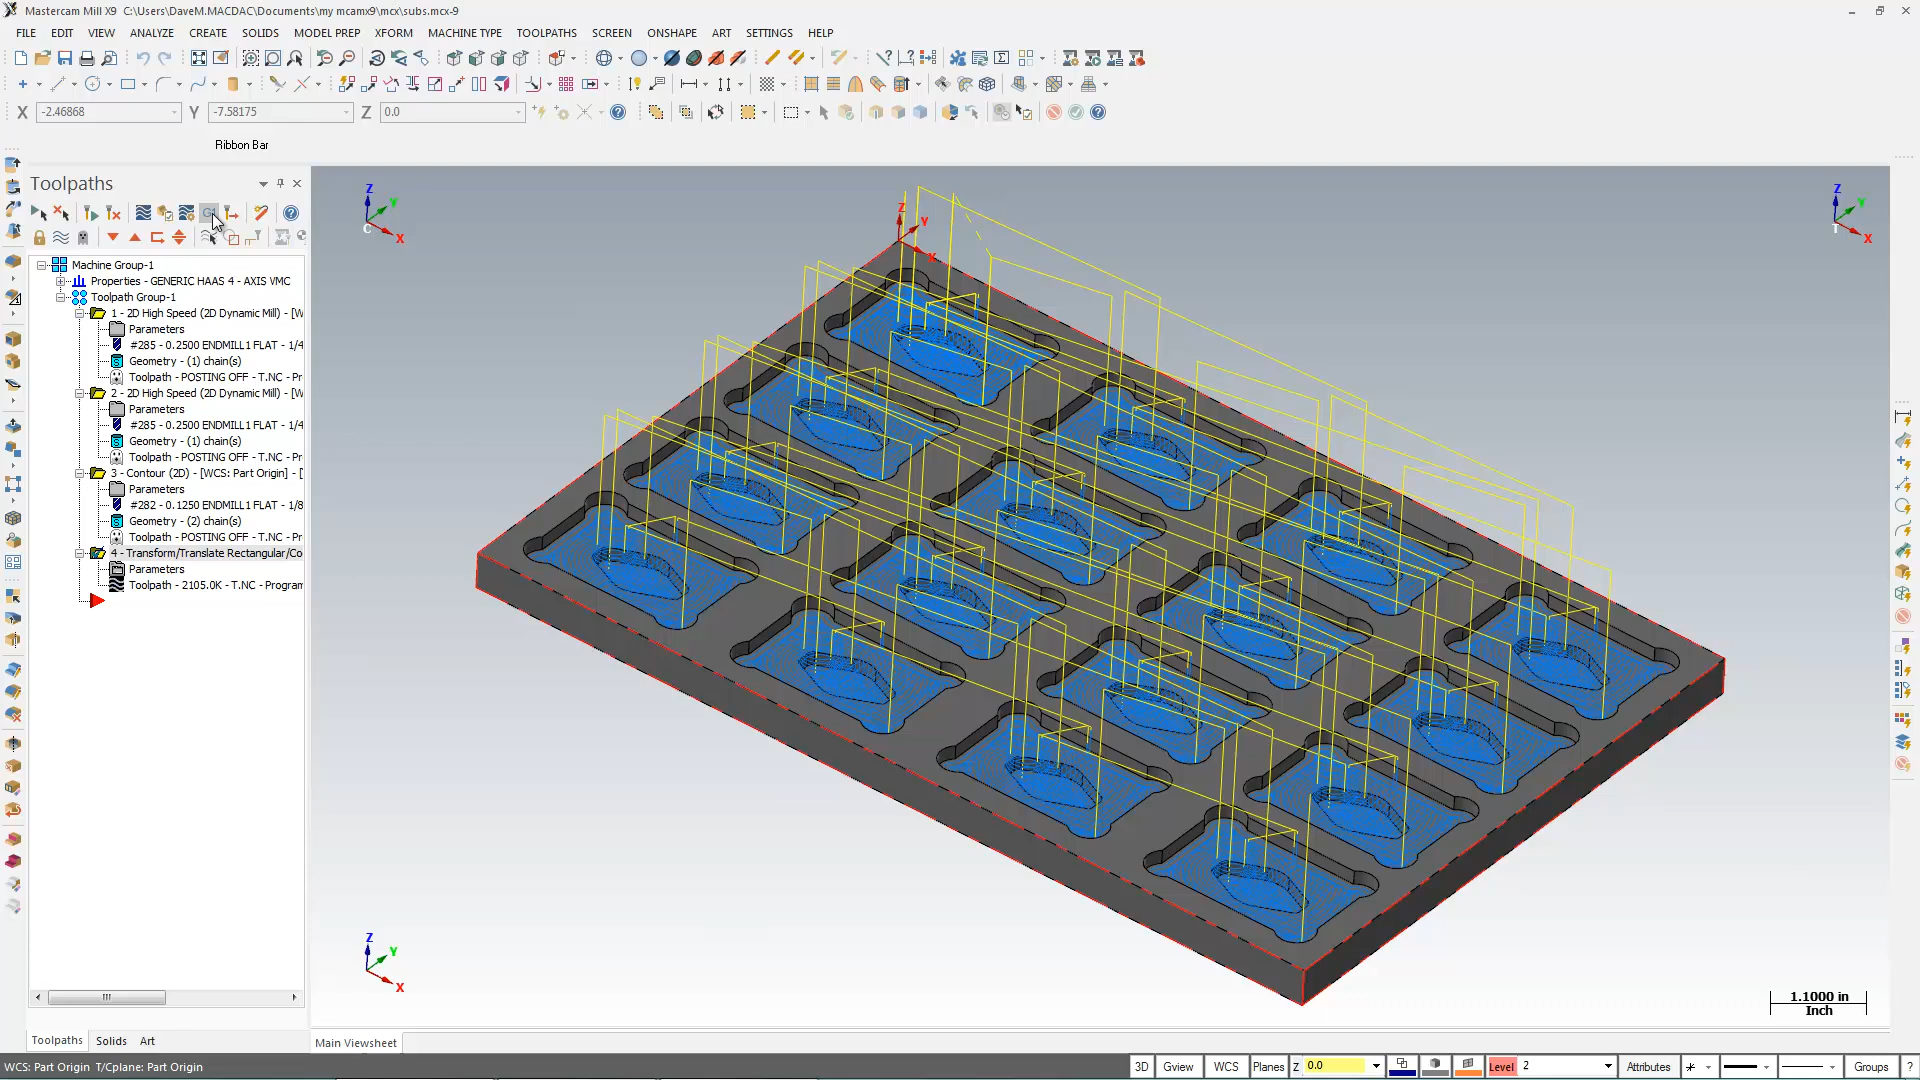 Mastercam Mill X9 C:\Users\DaveM.MACDAC\Documents\my mcamx9\mcx\subs.mcx-9
FILE EDIT VIEW ANALYZE CREATE SOLIDS MODEL PREP XFORM MACHINE TYPE TOOLPATHS SCREEN ONSHAPE ART SETTINGS HELP
X -2.46868 Y -7.58175 Z 0.0
Ribbon Bar
Toolpaths
G1
Machine Group-1
Properties - GENERIC HAAS 4 - AXIS VMC
Toolpath Group-1
1 - 2D High Speed (2D Dynamic Mill) - [W
Parameters
#285 - 0.2500 ENDMILL1 FLAT - 1/4
Geometry - (1) chain(s)
Toolpath - POSTING OFF - T.NC - Pr
2 - 2D High Speed (2D Dynamic Mill) - [W
Parameters
#285 - 0.2500 ENDMILL1 FLAT - 1/4
Geometry - (1) chain(s)
Toolpath - POSTING OFF - T.NC - Pr
3 - Contour (2D) - [WCS: Part Origin] - [
Parameters
#282 - 0.1250 ENDMILL1 FLAT - 1/8
Geometry - (2) chain(s)
Toolpath - POSTING OFF - T.NC - Pr
4 - Transform/Translate Rectangular/Co
Parameters
Toolpath - 2105.0K - T.NC - Program
Z Y X C
Z Y X
Z Y X T
Z Y X
1.1000 in
Inch
Toolpaths Solids Art
Main Viewsheet
WCS: Part Origin T/Cplane: Part Origin
3D Gview WCS Planes Z 0.0 Level 2 Attributes Groups ?